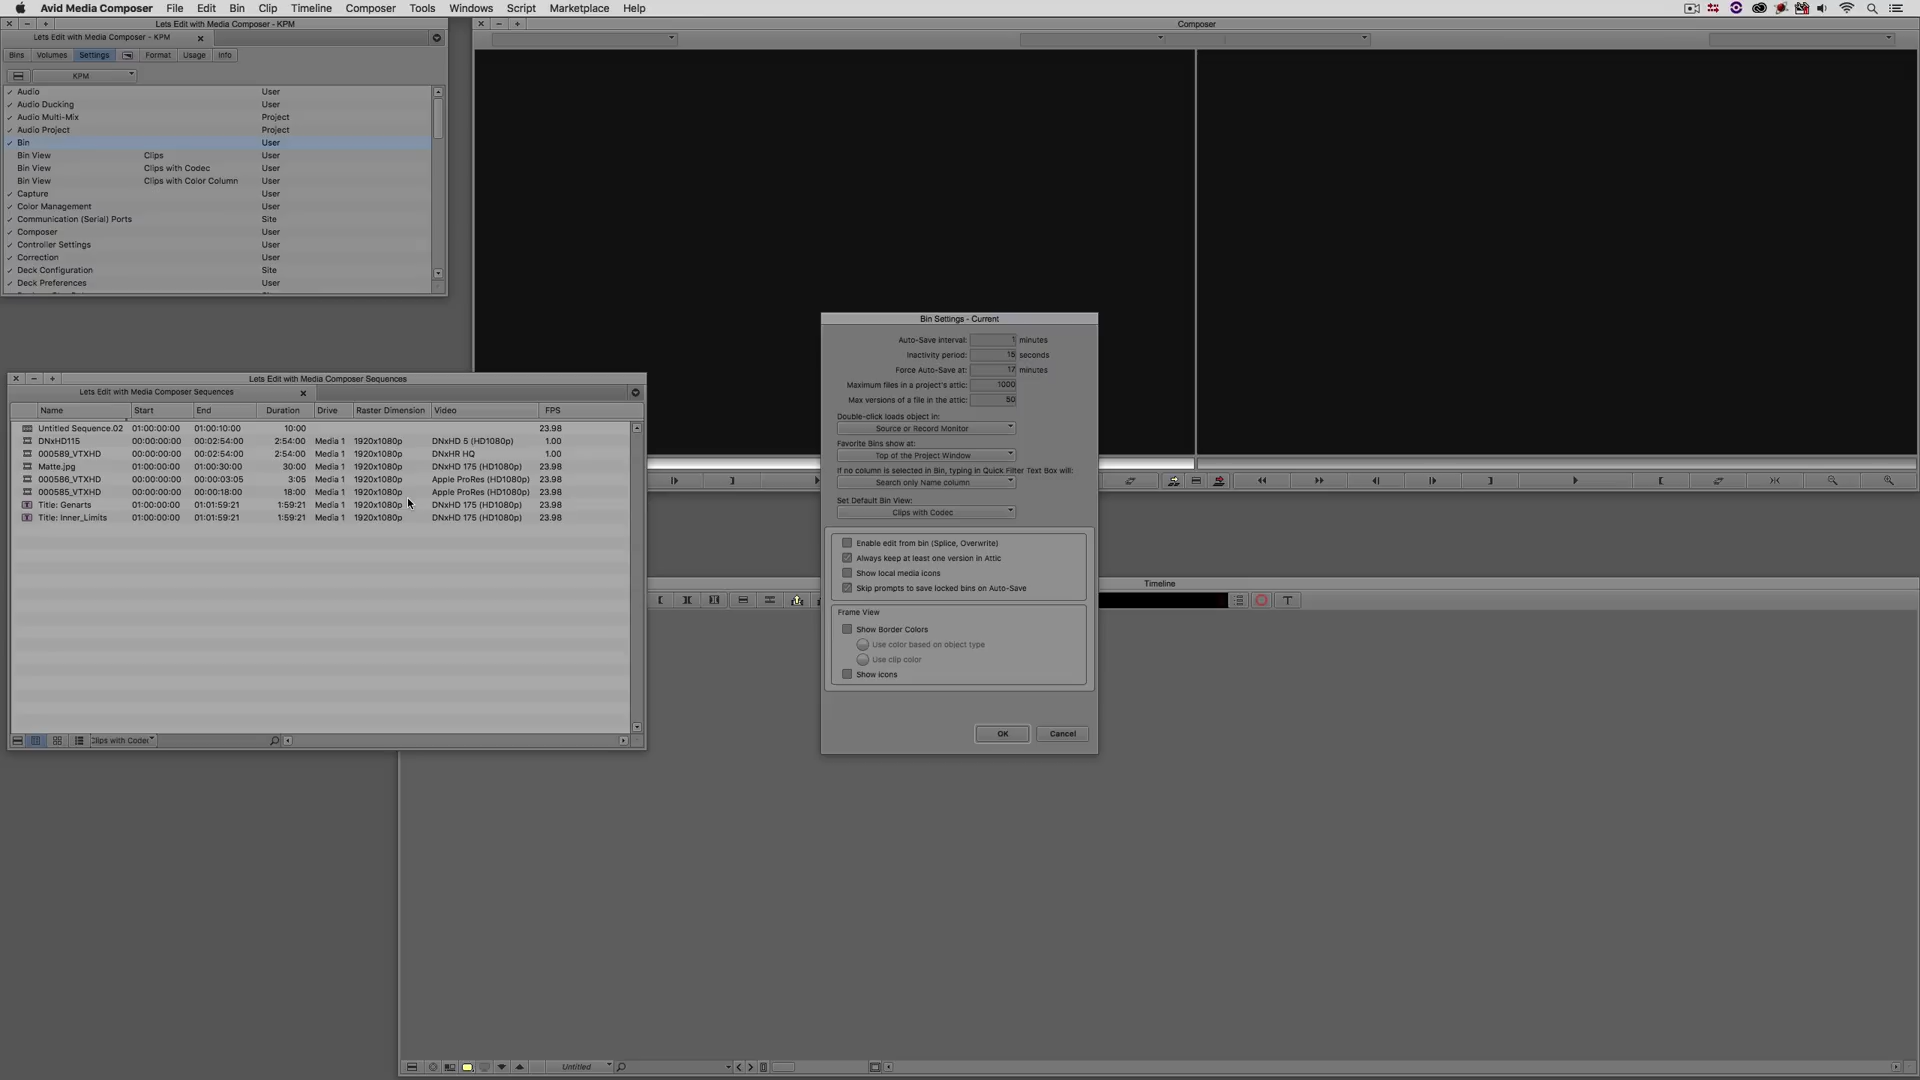 Avid Media Composer File Edit Bin Clip Timeline Composer Tools Windows Script Marketplace Help
Lets Edit with Media Composer - KPM
Lets Edit with Media Composer - KPM
Bins Volumes Settings Format Usage Info
KPM
Audio User
Audio Ducking User
Audio Multi-Mix Project
Audio Project Project
Bin User
Bin View Clips User
Bin View Clips with Codec User
Bin View Clips with Color Column User
Capture User
Color Management User
Communication (Serial) Ports Site
Composer User
Controller Settings User
Correction User
Deck Configuration Site
Deck Preferences User
Composer
Lets Edit with Media Composer Sequences
Lets Edit with Media Composer Sequences
Name Start End Duration Drive Raster Dimension Video FPS
Untitled Sequence.02 01:00:00:00 01:00:10:00 10:00 23.98
DNxHD115 00:00:00:00 00:02:54:00 2:54:00 Media 1 1920x1080p DNxHD 5 (HD1080p) 1.00
000589_VTXHD 00:00:00:00 00:02:54:00 2:54:00 Media 1 1920x1080p DNxHR HQ 1.00
Matte.jpg 01:00:00:00 01:00:30:00 30:00 Media 1 1920x1080p DNxHD 175 (HD1080p) 23.98
000586_VTXHD 00:00:00:00 00:00:03:05 3:05 Media 1 1920x1080p Apple ProRes (HD1080p) 23.98
000585_VTXHD 00:00:00:00 00:00:18:00 18:00 Media 1 1920x1080p Apple ProRes (HD1080p) 23.98
Title: Genarts 01:00:00:00 01:01:59:21 1:59:21 Media 1 1920x1080p DNxHD 175 (HD1080p) 23.98
Title: Inner_Limits 01:00:00:00 01:01:59:21 1:59:21 Media 1 1920x1080p DNxHD 175 (HD1080p) 23.98
Clips with Codec
Bin Settings - Current
Auto-Save interval: 1 minutes
Inactivity period: 15 seconds
Force Auto-Save at: 17 minutes
Maximum files in a project's attic: 1000
Max versions of a file in the attic: 50
Double-click loads object in:
Source or Record Monitor
Favorite Bins show at:
Top of the Project Window
If no column is selected in Bin, typing in Quick Filter Text Box will:
Search only Name column
Set Default Bin View:
Clips with Codec
Enable edit from bin (Splice, Overwrite)
Always keep at least one version in Attic
Show local media icons
Skip prompts to save locked bins on Auto-Save
Frame View
Show Border Colors
Use color based on object type
Use clip color
Show icons
OK Cancel
Timeline
Untitled